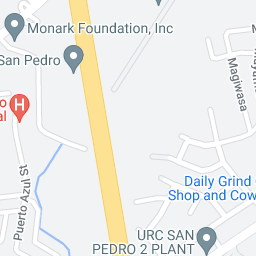 Monark Foundation, Inc
San Pedro
Magiwasa
al
Puerto Azul St
Daily Grind
Shop and Cow
URC SAN
PEDRO 2 PLANT